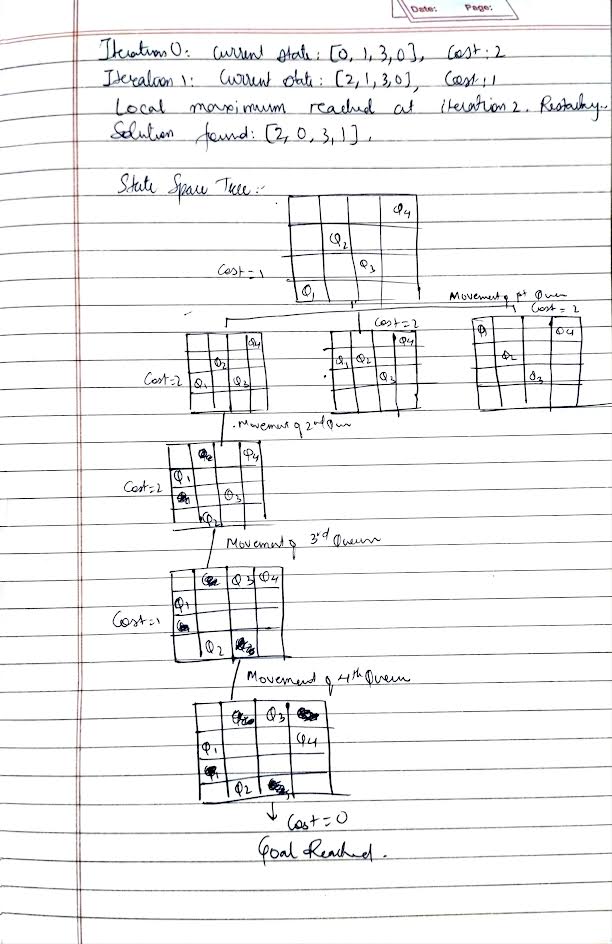 Date: Page:
Iteration 0: Current state: [0, 1, 3, 0], Cost: 2
Iteration 1: Current state: [2, 1, 3, 0], Cost: 1
Local maximum reached at iteration 2. Restarting..
Solution found: [2, 0, 3, 1].
State Space Tree:-
Q4
Q2
Cost = 1
Q3
Q1
Movement of 1st Queen
Cost = 2
Cost = 2
Q4
Q2
Cost = 2 Q1 Q3
Q4
Q1 Q2
Q3
Q1 Q4
Q2
Q3
Movement of 2nd Queen
Q4
Q1
Cost = 2
Q3
Q2
Movement of 3rd Queen
Q3 Q4
Q1
Cost = 1
Q2
Movement of 4th Queen
Q3
Q4
Q1
Q2
Cost = 0
Goal Reached.